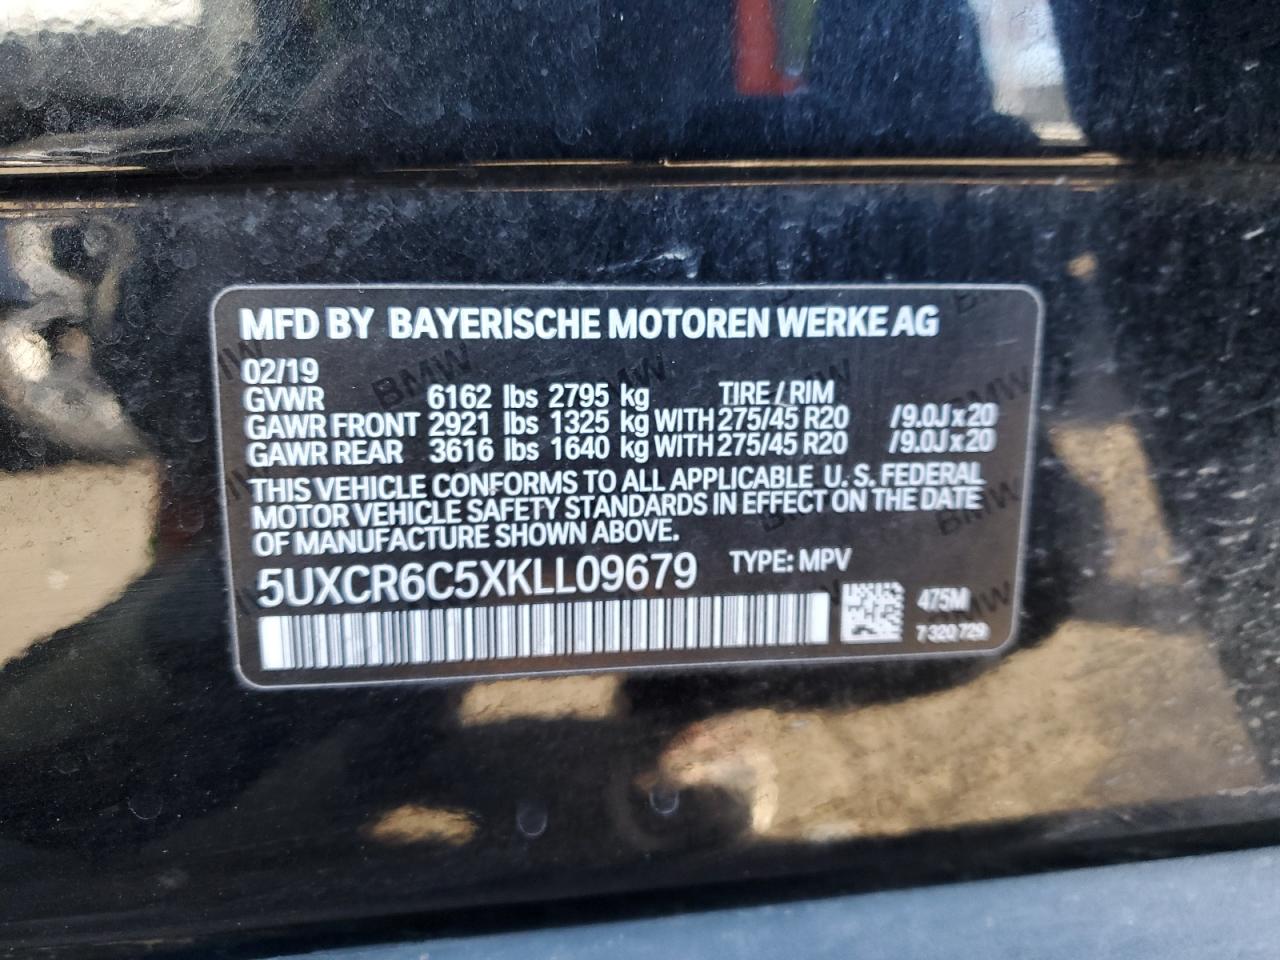 MFD BY BAYERISCHE MOTOREN WERKE AG
02/19
GVWR 6162 lbs 2795 kg TIRE / RIM
GAWR FRONT 2921 lbs 1325 kg WITH 275/45 R20 /9.0J x 20
GAWR REAR 3616 lbs 1640 kg WITH 275/45 R20 /9.0J x 20
THIS VEHICLE CONFORMS TO ALL APPLICABLE U.S. FEDERAL
MOTOR VEHICLE SAFETY STANDARDS IN EFFECT ON THE DATE
OF MANUFACTURE SHOWN ABOVE.
5UXCR6C5XKLL09679 TYPE: MPV
475M
7 320 729